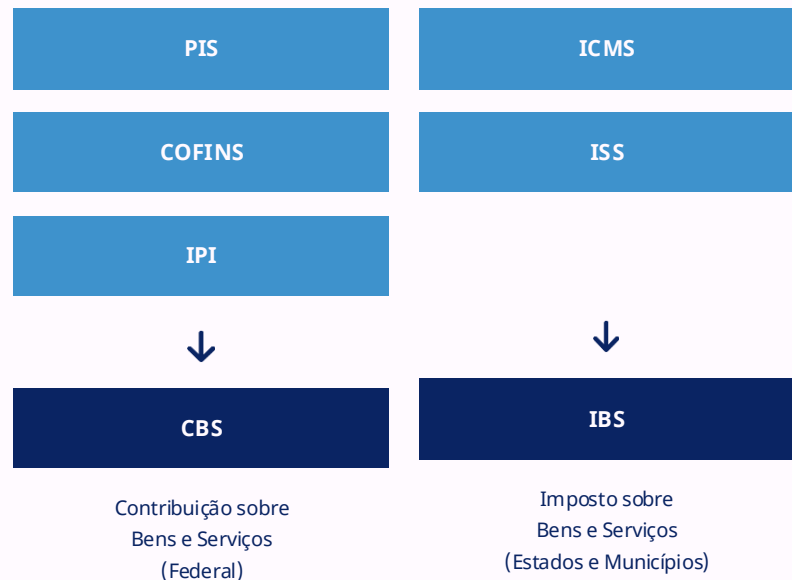 PIS
COFINS
IPI
CBS
Contribuição sobre
Bens e Serviços
(Federal)
ICMS
ISS
IBS
Imposto sobre
Bens e Serviços
(Estados e Municípios)